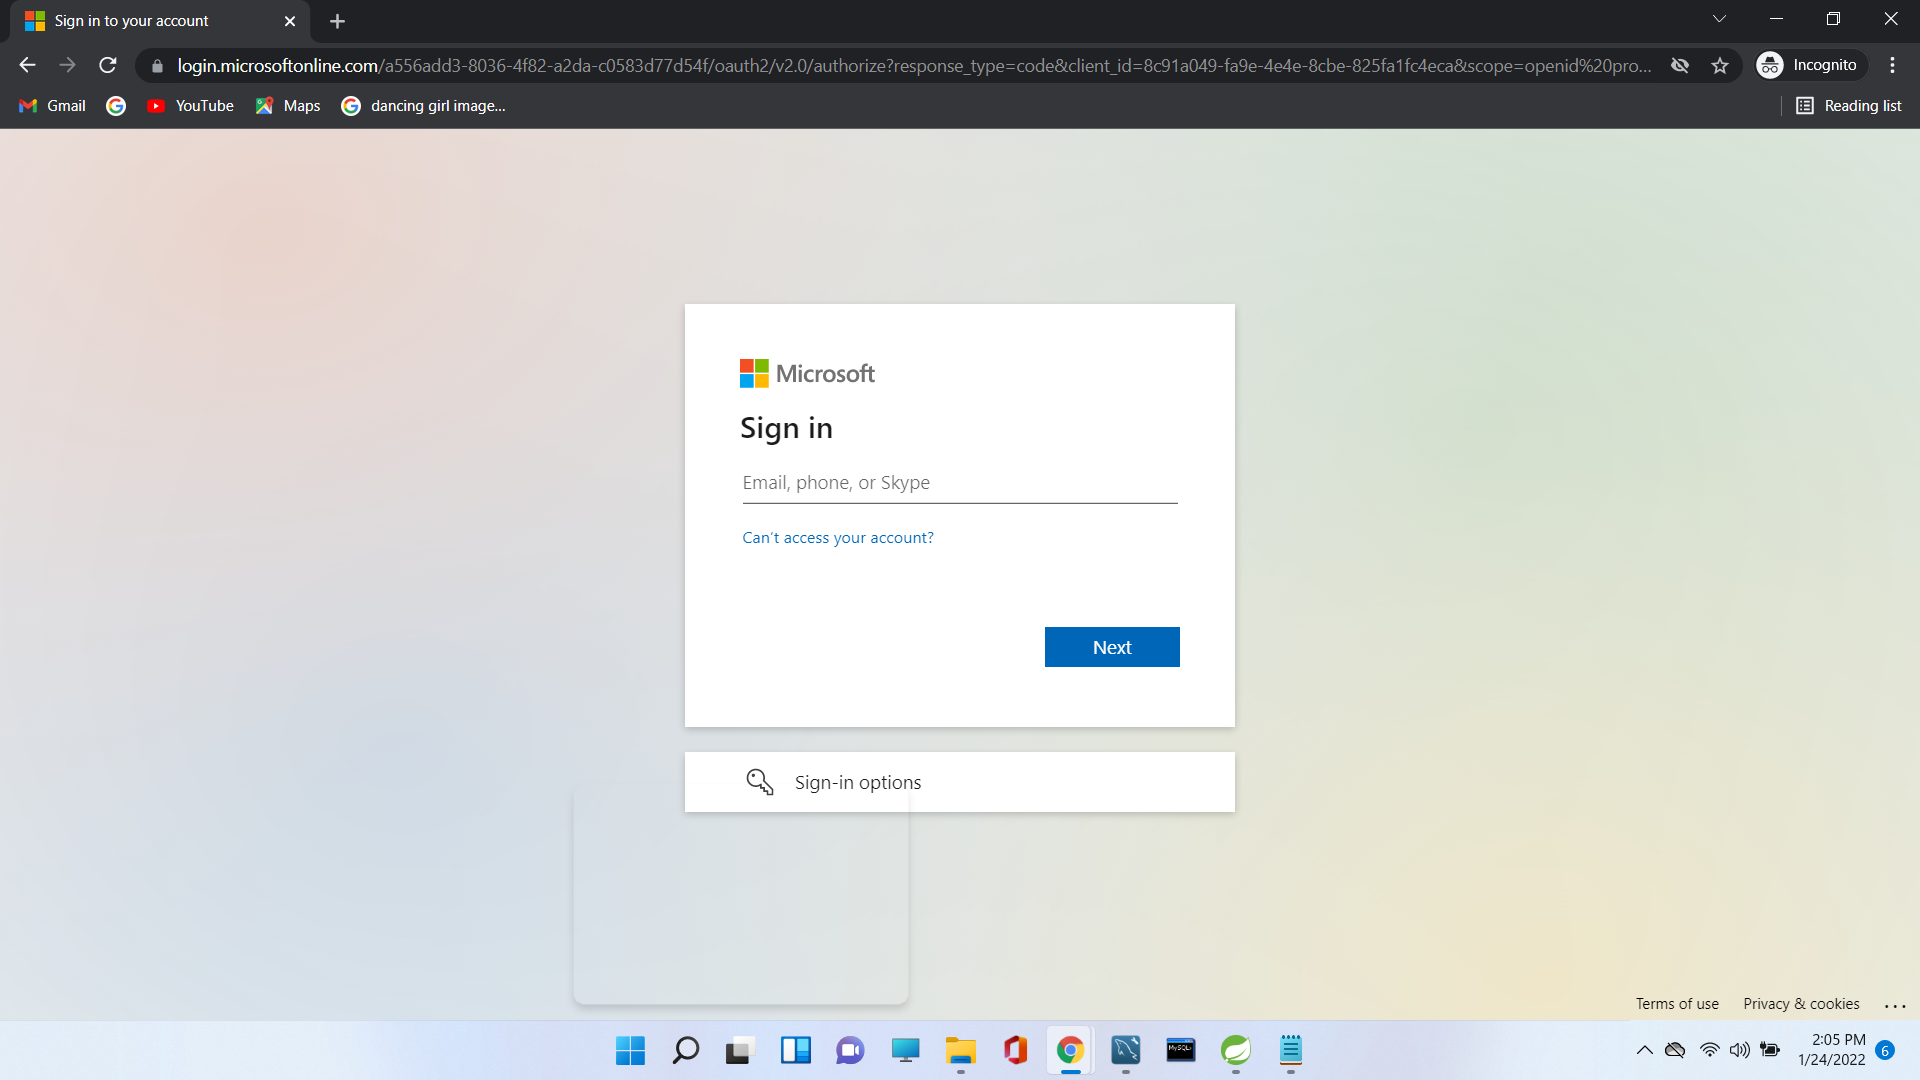 Sign in to your account
login.microsoftonline.com/a556add3-8036-4f82-a2da-c0583d77d54f/oauth2/v2.0/authorize?response_type=code&client_id=8c91a049-fa9e-4e4e-8cbe-825fa1fc4eca&scope=openid%20pro...
Incognito
Gmail YouTube Maps dancing girl image... Reading list
Microsoft
Sign in
Email, phone, or Skype
Can't access your account?
Next
Sign-in options
Terms of use Privacy & cookies ...
MySQL
2:05 PM
1/24/2022 6